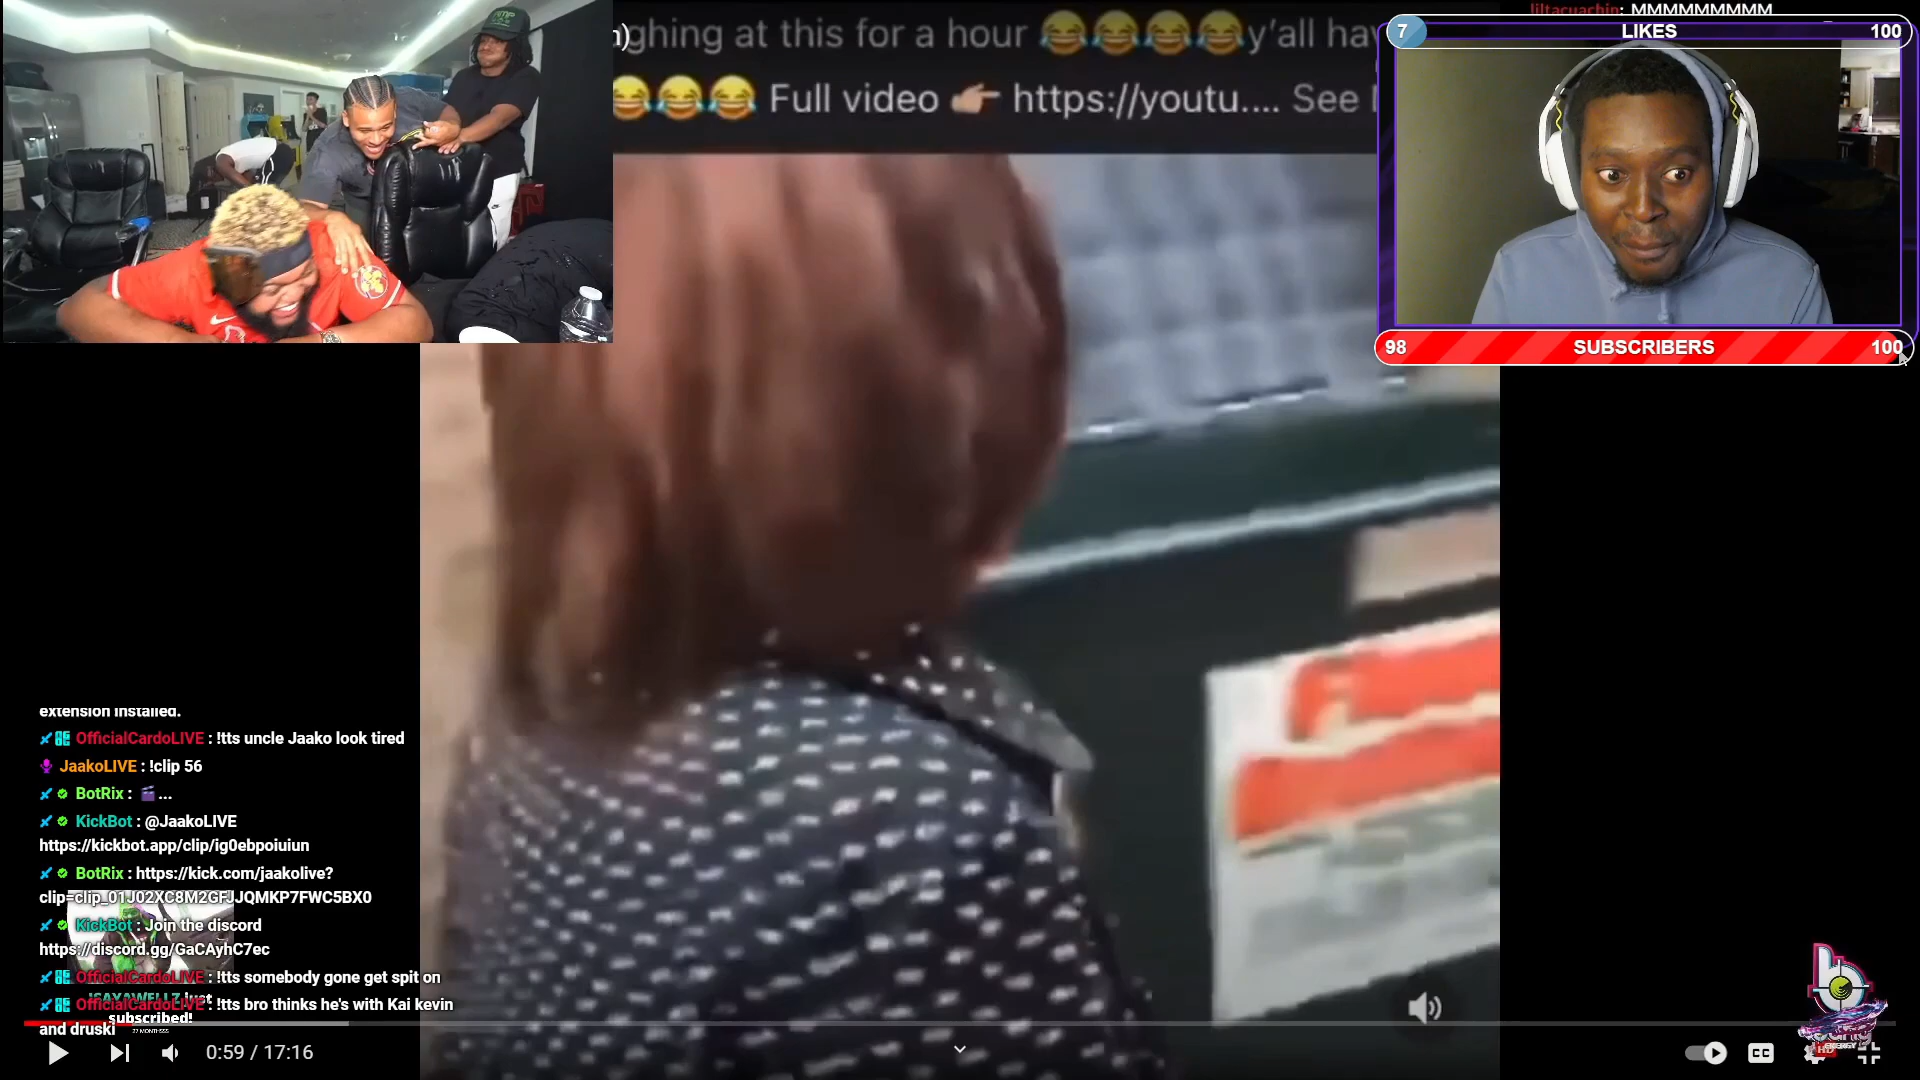 liltacuachin: MMMMMMMMM
ghing at this for a hour 😂😂😂😂y'all hav
😂😂😂 Full video 👉🏽 https://youtu.... See
7 LIKES 100
98 SUBSCRIBERS 100
extension installed.
OfficialCardoLIVE : !tts uncle Jaako look tired
JaakoLIVE : !clip 56
BotRix : 🎬...
KickBot : @JaakoLIVE
https://kickbot.app/clip/ig0ebpoiuiun
BotRix : https://kick.com/jaakolive?
clip=clip_01J02XC8M2GFJJQMKP7FWC5BX0
KickBot : Join the discord
https://discord.gg/GaCAyhC7ec
OfficialCardoLIVE : !tts somebody gone get spit on
OfficialCardoLIVE : !tts bro thinks he's with Kai kevin
and druski
subscribed!
0:59 / 17:16
CC
HD